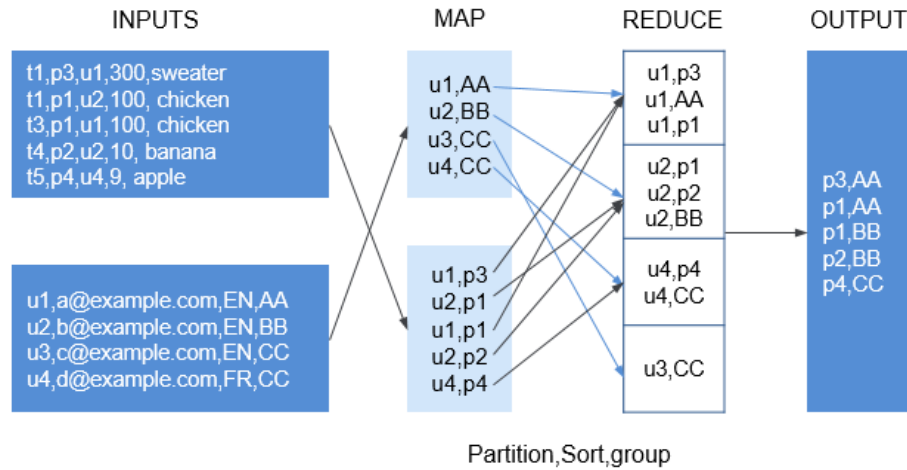 INPUTS
MAP
REDUCE
OUTPUT
t1,p3,u1,300,sweater
t1,p1,u2,100, chicken
t3,p1,u1,100, chicken
t4,p2,u2,10, banana
t5,p4,u4,9, apple
u1,a@example.com,EN,AA
u2,b@example.com,EN,BB
u3,c@example.com,EN,CC
u4,d@example.com,FR,CC
u1,AA
u2,BB
u3,CC
u4,CC
u1,p3
u2,p1
u1,p1
u2,p2
u4,p4
u1,p3
u1,AA
u1,p1
u2,p1
u2,p2
u2,BB
u4,p4
u4,CC
u3,CC
p3,AA
p1,AA
p1,BB
p2,BB
p4,CC
Partition,Sort,group